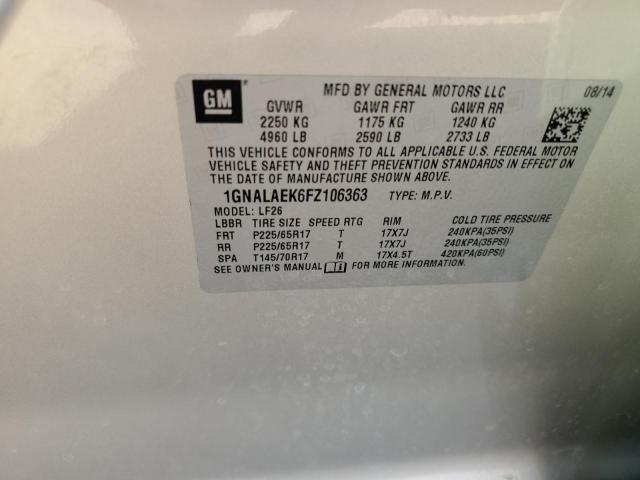 GM
MFD BY GENERAL MOTORS LLC 08/14
GVWR GAWR FRT GAWR RR
2250 KG 1175 KG 1240 KG
4960 LB 2590 LB 2733 LB
THIS VEHICLE CONFORMS TO ALL APPLICABLE U.S. FEDERAL MOTOR
VEHICLE SAFETY AND THEFT PREVENTION STANDARDS IN EFFECT ON
THE DATE OF MANUFACTURE SHOWN ABOVE.
1GNALAEK6FZ106363 TYPE: M.P.V.
MODEL: LF26
LBBR TIRE SIZE SPEED RTG RIM COLD TIRE PRESSURE
FRT P225/65R17 T 17X7J 240KPA(35PSI)
RR P225/65R17 T 17X7J 240KPA(35PSI)
SPA T145/70R17 M 17X4.5T 420KPA(60PSI)
SEE OWNER'S MANUAL FOR MORE INFORMATION.